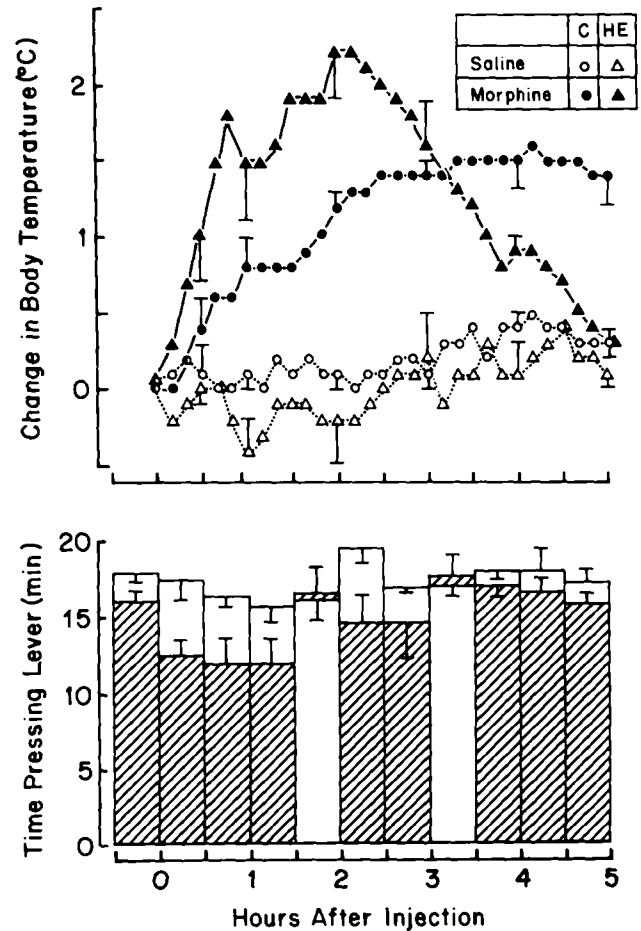 C HE
Saline ○ △
Morphine ● ▲
Change in Body Temperature (°C)
2
1
0
Time Pressing Lever (min)
20
15
10
5
0
0 1 2 3 4 5
Hours After Injection